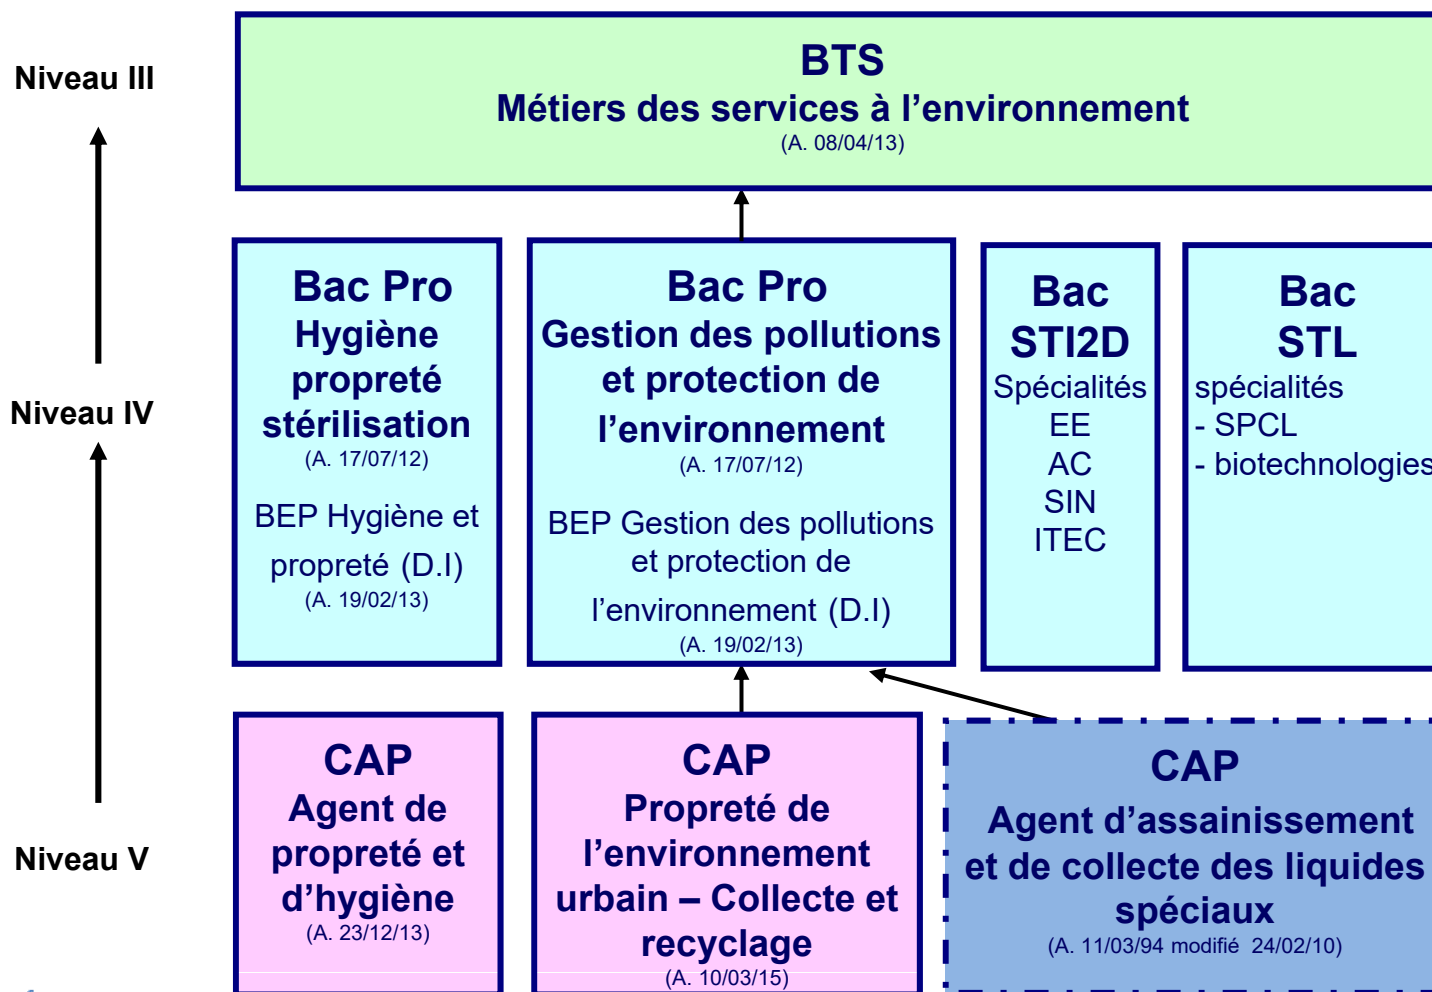 Niveau III
BTS
Métiers des services à l'environnement
(A. 08/04/13)
Niveau IV
Bac Pro
Hygiène
propreté
stérilisation
(A. 17/07/12)
BEP Hygiène et
propreté (D.I)
(A. 19/02/13)
Bac Pro
Gestion des pollutions
et protection de
l'environnement
(A. 17/07/12)
BEP Gestion des pollutions
et protection de
l'environnement (D.I)
(A. 19/02/13)
Bac
STI2D
Spécialités
EE
AC
SIN
ITEC
Bac
STL
spécialités
- SPCL
- biotechnologies
Niveau V
CAP
Agent de
propreté et
d'hygiène
(A. 23/12/13)
CAP
Propreté de
l'environnement
urbain – Collecte et
recyclage
(A. 10/03/15)
CAP
Agent d'assainissement
et de collecte des liquides
spéciaux
(A. 11/03/94 modifié 24/02/10)